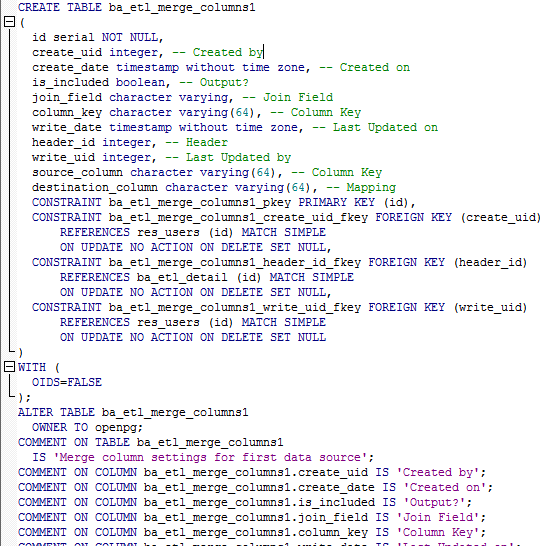 CREATE TABLE ba_etl_merge_columns1
(
id serial NOT NULL,
create_uid integer, -- Created by
create_date timestamp without time zone, -- Created on
is_included boolean, -- Output?
join_field character varying, -- Join Field
column_key character varying(64), -- Column Key
write_date timestamp without time zone, -- Last Updated on
header_id integer, -- Header
write_uid integer, -- Last Updated by
source_column character varying(64), -- Column Key
destination_column character varying(64), -- Mapping
CONSTRAINT ba_etl_merge_columns1_pkey PRIMARY KEY (id),
CONSTRAINT ba_etl_merge_columns1_create_uid_fkey FOREIGN KEY (create_uid)
REFERENCES res_users (id) MATCH SIMPLE
ON UPDATE NO ACTION ON DELETE SET NULL,
CONSTRAINT ba_etl_merge_columns1_header_id_fkey FOREIGN KEY (header_id)
REFERENCES ba_etl_detail (id) MATCH SIMPLE
ON UPDATE NO ACTION ON DELETE SET NULL,
CONSTRAINT ba_etl_merge_columns1_write_uid_fkey FOREIGN KEY (write_uid)
REFERENCES res_users (id) MATCH SIMPLE
ON UPDATE NO ACTION ON DELETE SET NULL
)
WITH (
OIDS=FALSE
);
ALTER TABLE ba_etl_merge_columns1
OWNER TO openpg;
COMMENT ON TABLE ba_etl_merge_columns1
IS 'Merge column settings for first data source';
COMMENT ON COLUMN ba_etl_merge_columns1.create_uid IS 'Created by';
COMMENT ON COLUMN ba_etl_merge_columns1.create_date IS 'Created on';
COMMENT ON COLUMN ba_etl_merge_columns1.is_included IS 'Output?';
COMMENT ON COLUMN ba_etl_merge_columns1.join_field IS 'Join Field';
COMMENT ON COLUMN ba_etl_merge_columns1.column_key IS 'Column Key';
COMMENT ON COLUMN ba_etl_merge_columns1.write_date IS 'Last Updated on';